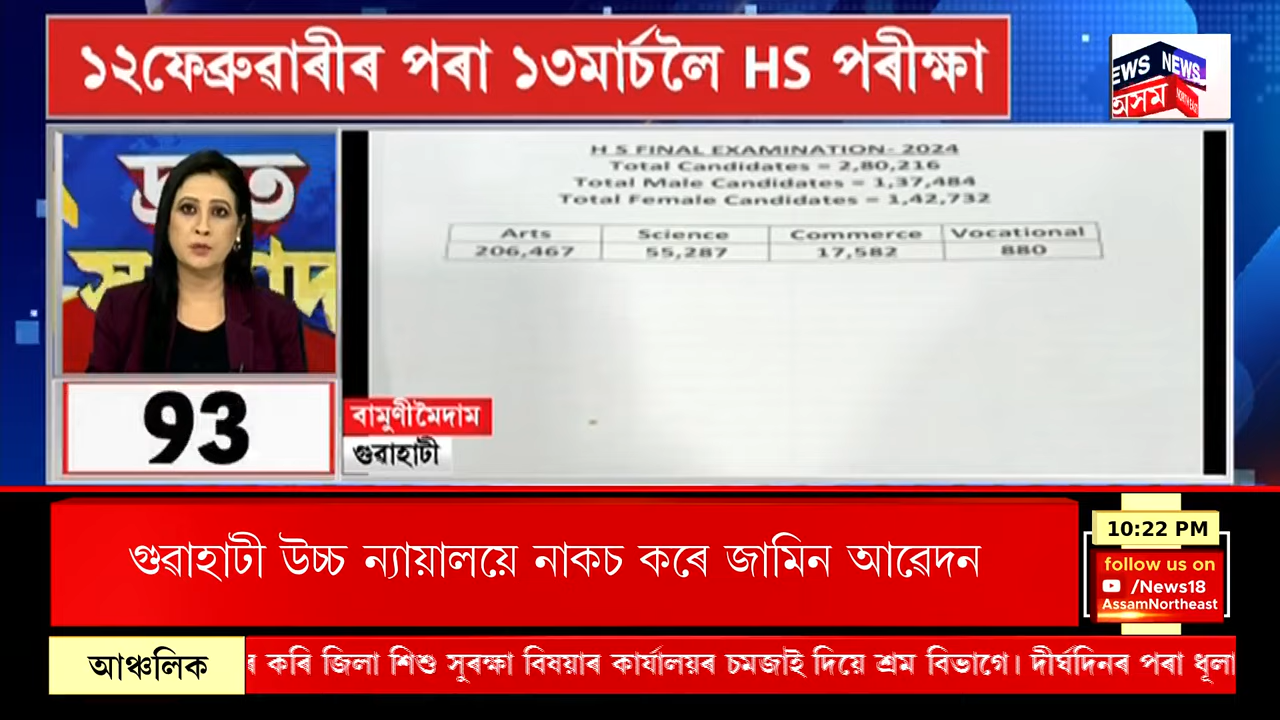 ১২ফেব্ৰুৱাৰীৰ পৰা ১৩মাৰ্চলৈ HS পৰীক্ষা
EWS NEWS
অসম NORTHEAST
দ্ৰুত
H S FINAL EXAMINATION- 2024
Total Candidates = 2,80,216
Total Male Candidates = 1,37,484
Total Female Candidates = 1,42,732
Arts Science Commerce Vocational
206,467 55,287 17,582 880
93
বামুণীমৈদাম
গুৱাহাটী
গুৱাহাটী উচ্চ ন্যায়ালয়ে নাকচ কৰে জামিন আৱেদন
10:22 PM
follow us on
/News18
AssamNortheast
আঞ্চলিক
ৰ কৰি জিলা শিশু সুৰক্ষা বিষয়াৰ কাৰ্যালয়ৰ চমজাই দিয়ে শ্ৰম বিভাগে। দীৰ্ঘদিনৰ পৰা ধূলা